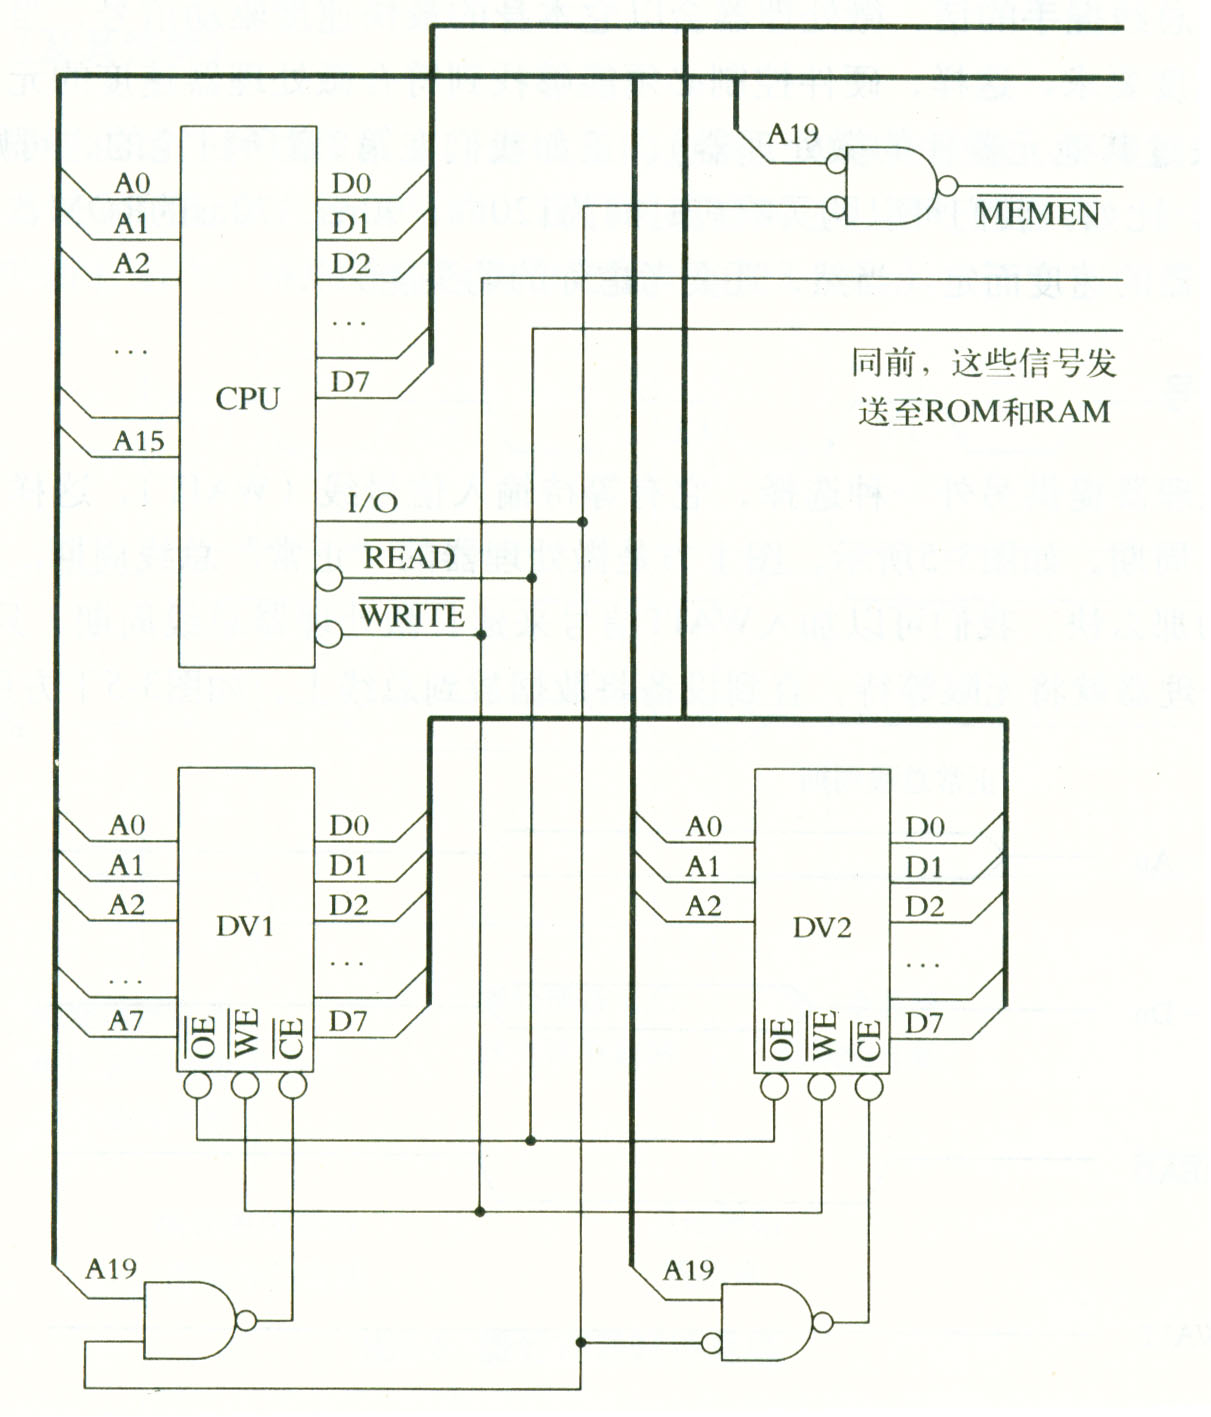 A19
MEMEN
A0
D0
A1
D1
A2
D2
...
...
D7
CPU
A15
I/O
READ
WRITE
同前，这些信号发
送至ROM和RAM
A0
D0
A1
D1
A2
D2
DV1
...
...
A7
D7
OE
WE
CE
A0
D0
A1
D1
A2
D2
DV2
...
D7
OE
WE
CE
A19
A19